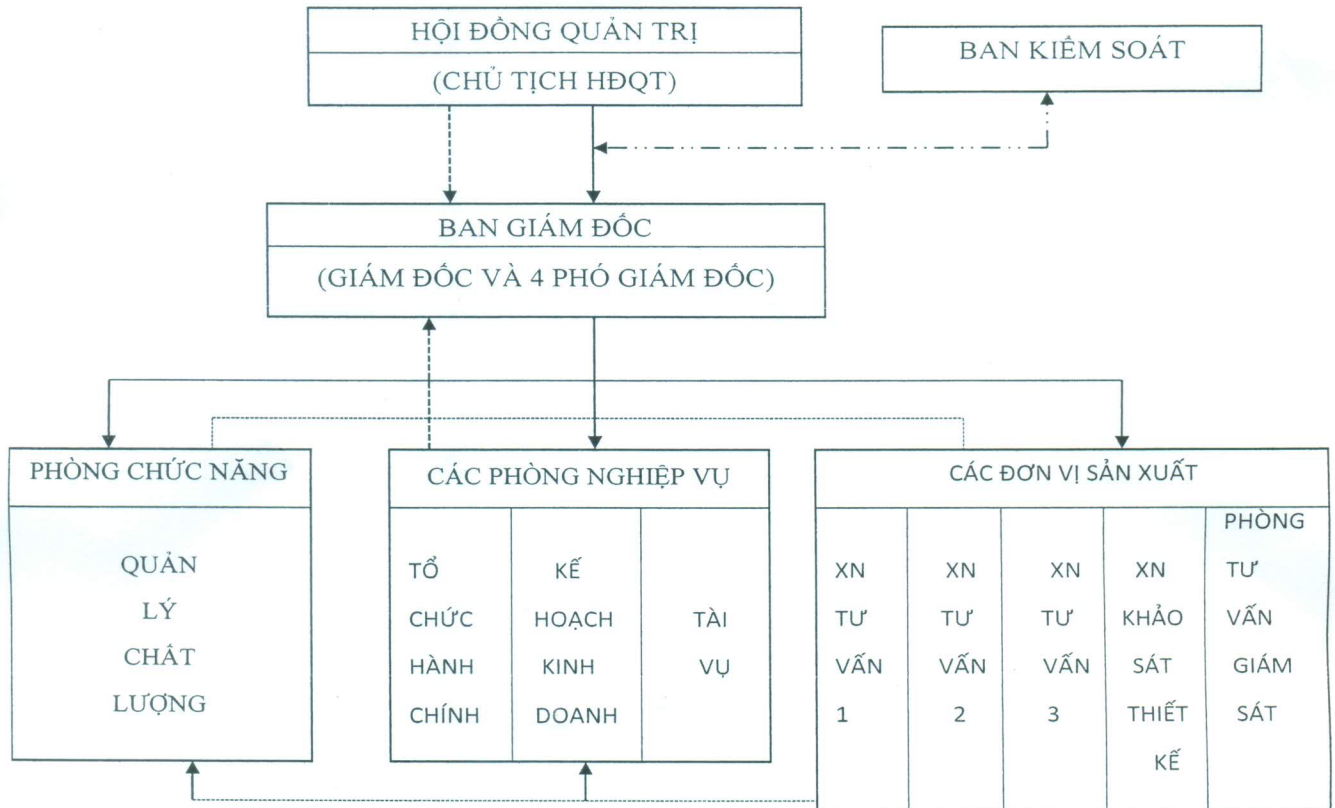 HỘI ĐỒNG QUẢN TRỊ
(CHỦ TỊCH HĐQT)
BAN KIỂM SOÁT
BAN GIÁM ĐỐC
(GIÁM ĐỐC VÀ 4 PHÓ GIÁM ĐỐC)
PHÒNG CHỨC NĂNG
QUẢN
LÝ
CHẤT
LƯỢNG
CÁC PHÒNG NGHIỆP VỤ
TỔ
CHỨC
HÀNH
CHÍNH
KẾ
HOẠCH
KINH
DOANH
TÀI
VỤ
CÁC ĐƠN VỊ SẢN XUẤT
XN
TƯ
VẤN
1
XN
TƯ
VẤN
2
XN
TƯ
VẤN
3
XN
KHẢO
SÁT
THIẾT
KẾ
PHÒNG
TƯ
VẤN
GIÁM
SÁT